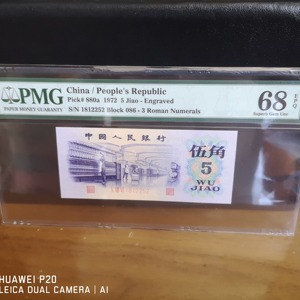 PMG
PAPER MONEY GUARANTY
China / People's Republic
Pick# 880a 1972 5 Jiao - Engraved
S/N 1812252 Block 086 - 3 Roman Numerals
68 EPQ
Superb Gem Unc
中国人民银行
伍角
5
WU
JIAO
HUAWEI P20
LEICA DUAL CAMERA | AI